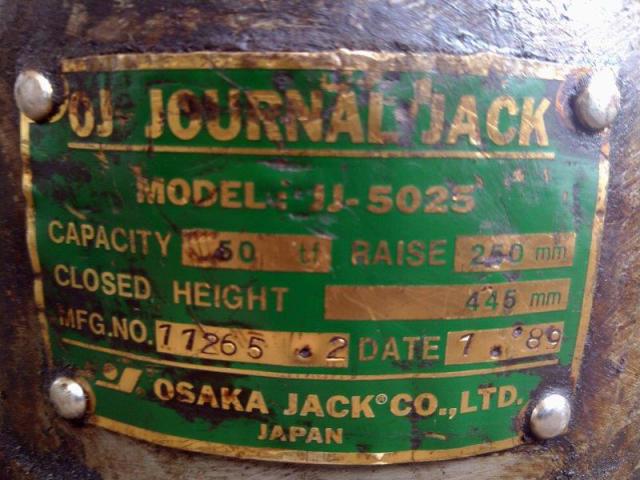 OJ JOURNAL JACK
MODEL: JJ-5025
CAPACITY 50 tf RAISE 250 mm
CLOSED HEIGHT 445 mm
MFG.NO. 11265.2 DATE 1.'89
OSAKA JACK® CO.,LTD.
JAPAN